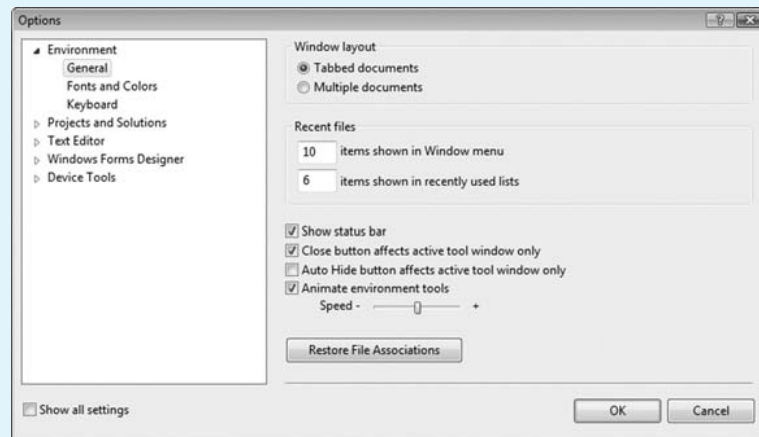 Options
Environment
General
Fonts and Colors
Keyboard
Projects and Solutions
Text Editor
Windows Forms Designer
Device Tools
Window layout
Tabbed documents
Multiple documents
Recent files
10 items shown in Window menu
6 items shown in recently used lists
Show status bar
Close button affects active tool window only
Auto Hide button affects active tool window only
Animate environment tools
Speed - +
Restore File Associations
Show all settings
OK Cancel